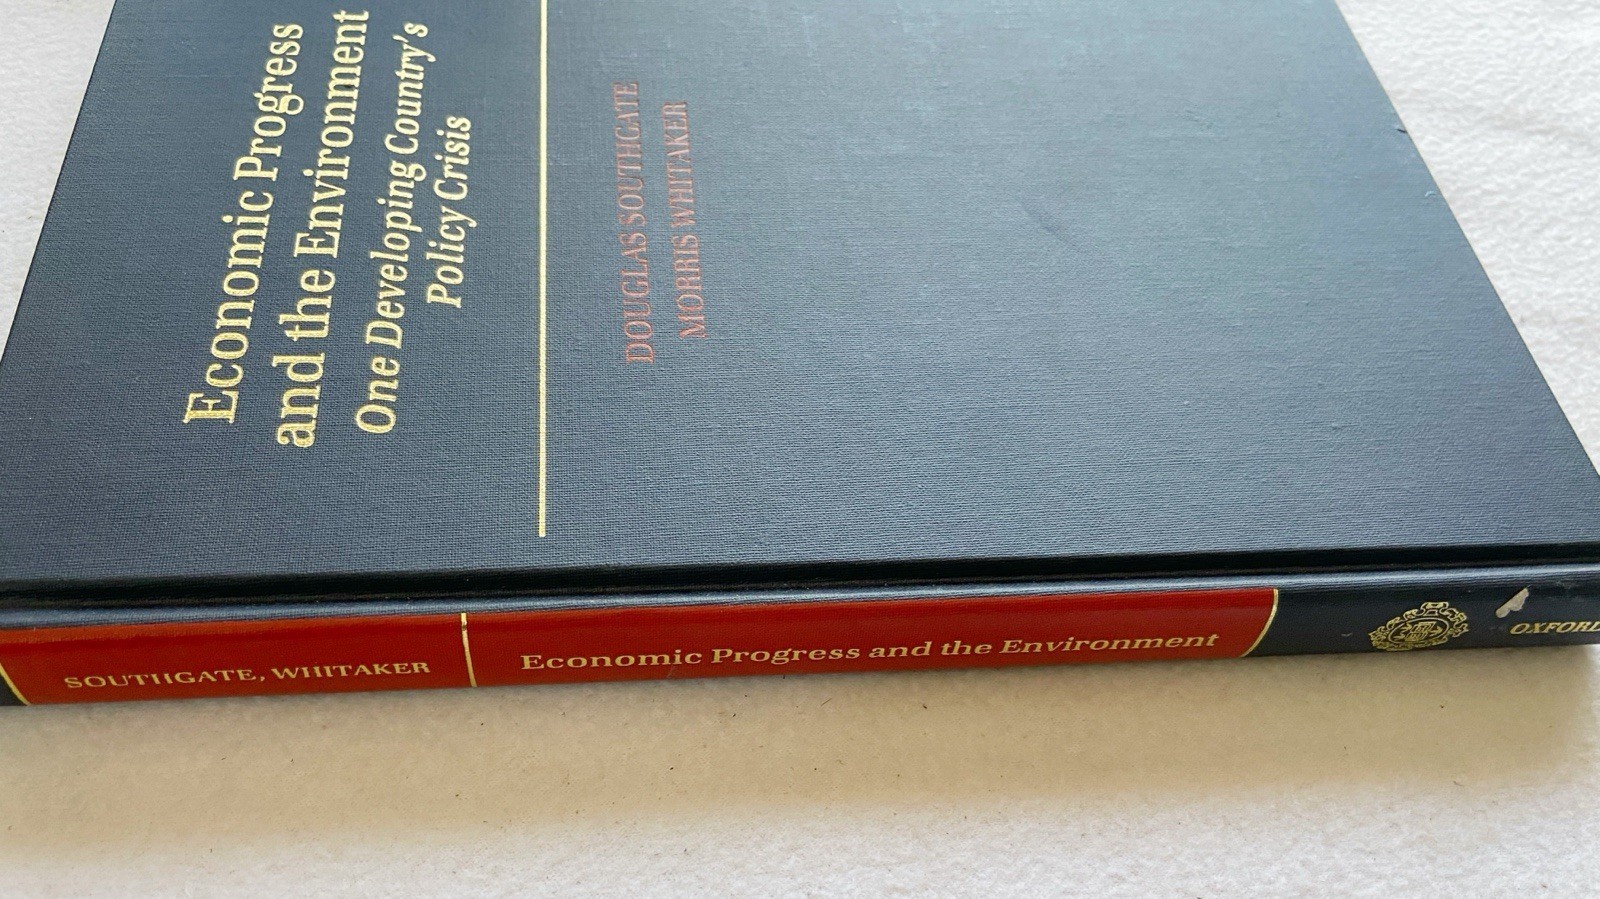 Economic Progress
and the Environment
One Developing Country's
Policy Crisis
DOUGLAS SOUTHGATE
MORRIS WHITAKER
SOUTHGATE, WHITAKER
Economic Progress and the Environment
OXFORD